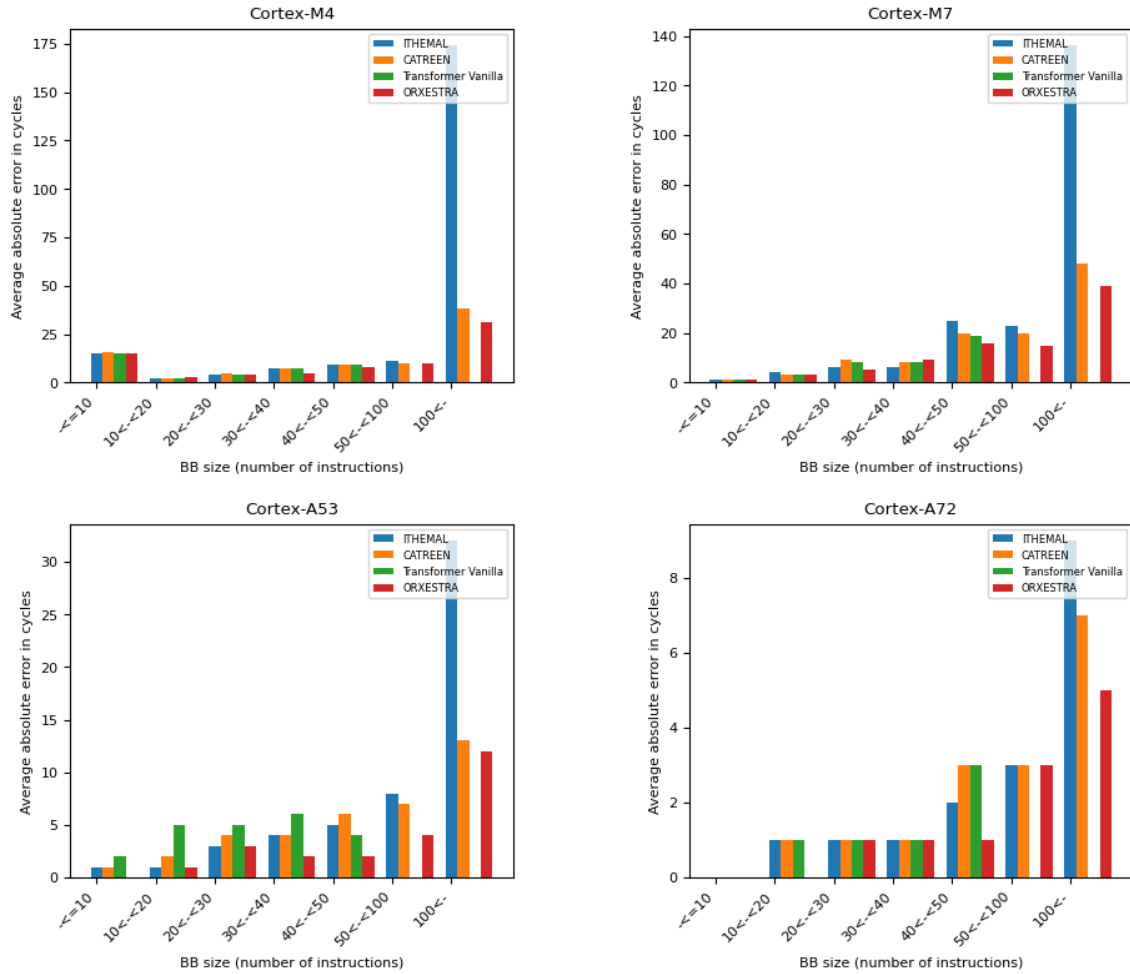 Cortex-M4
Average absolute error in cycles
175
150
125
100
75
50
25
0
ITHEMAL
CATREEN
Transformer Vanilla
ORXESTRA
-<=10
10<-<20
20<-<30
30<-<40
40<-<50
50<-<100
100<-
BB size (number of instructions)
Cortex-M7
Average absolute error in cycles
140
120
100
80
60
40
20
0
ITHEMAL
CATREEN
Transformer Vanilla
ORXESTRA
-<=10
10<-<20
20<-<30
30<-<40
40<-<50
50<-<100
100<-
BB size (number of instructions)
Cortex-A53
Average absolute error in cycles
30
25
20
15
10
5
0
ITHEMAL
CATREEN
Transformer Vanilla
ORXESTRA
-<=10
10<-<20
20<-<30
30<-<40
40<-<50
50<-<100
100<-
BB size (number of instructions)
Cortex-A72
Average absolute error in cycles
8
6
4
2
0
ITHEMAL
CATREEN
Transformer Vanilla
ORXESTRA
-<=10
10<-<20
20<-<30
30<-<40
40<-<50
50<-<100
100<-
BB size (number of instructions)